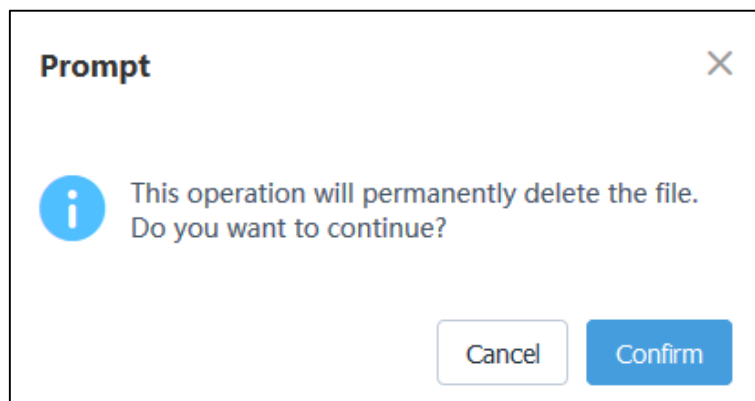 Prompt
This operation will permanently delete the file.
Do you want to continue?
Cancel
Confirm